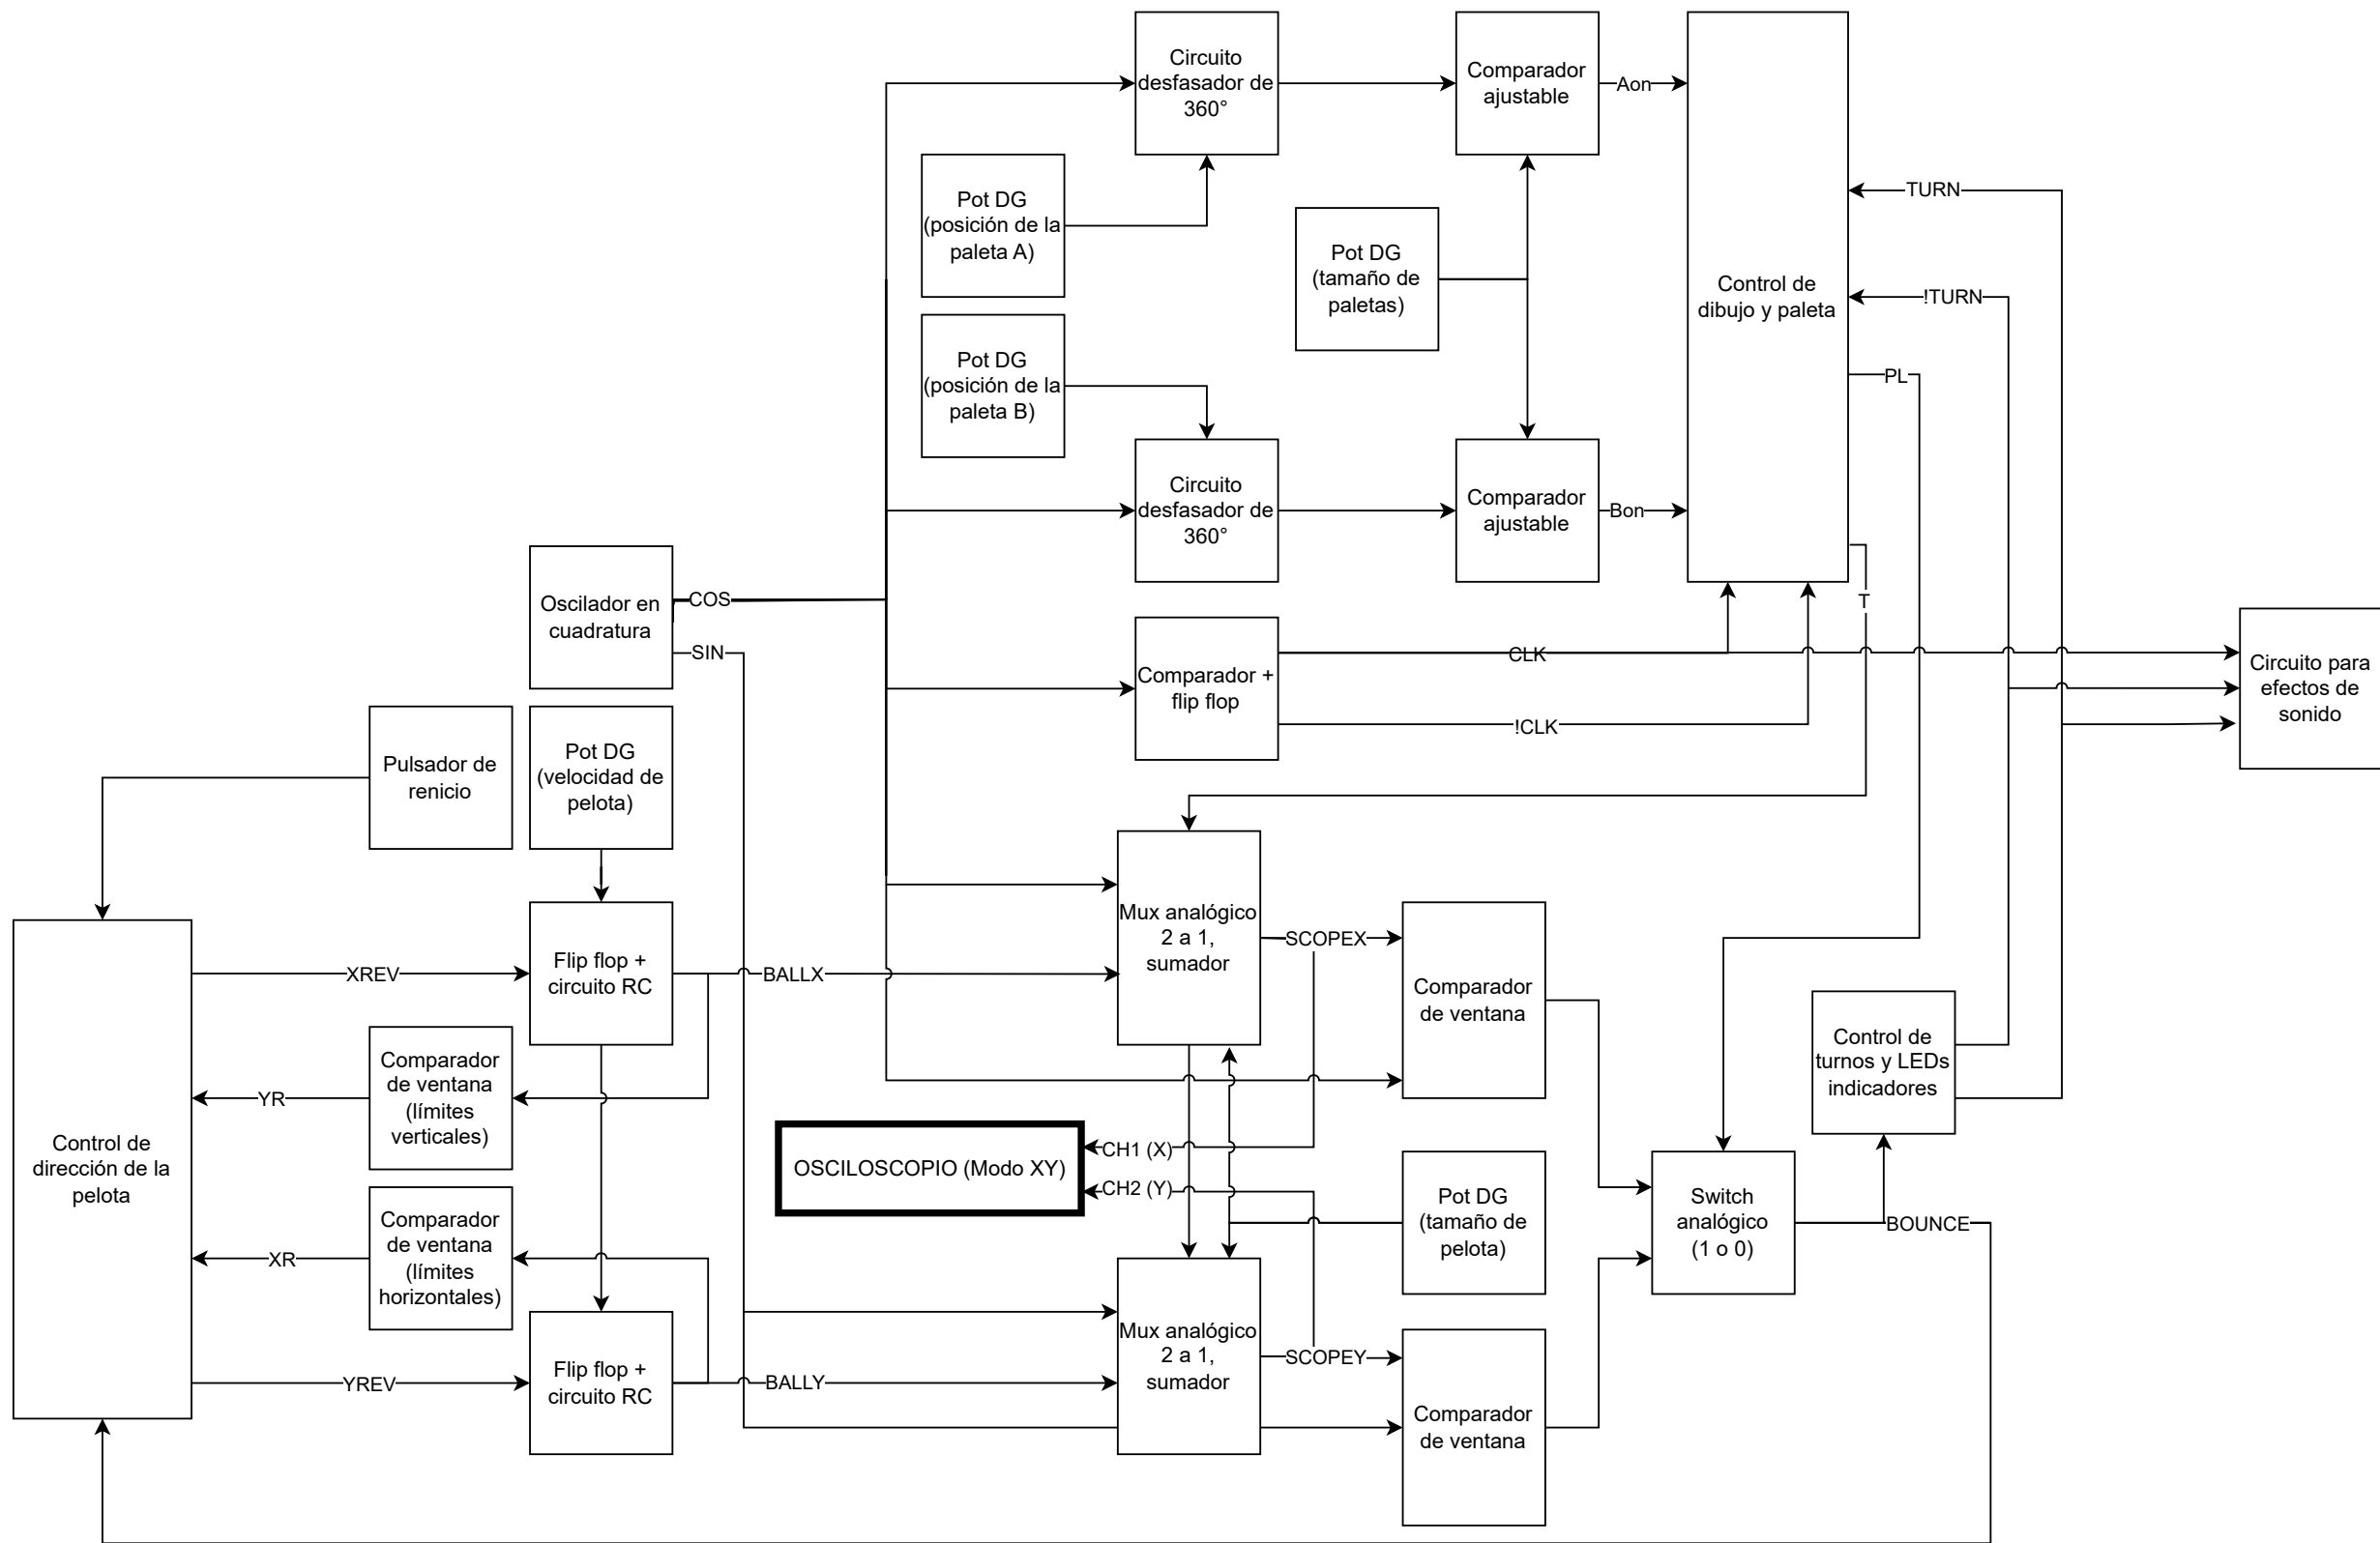 Circuito
desfasador de
360°
Comparador
ajustable
Aon
Pot DG
(posición de la
paleta A)
Pot DG
(tamaño de
paletas)
Control de
dibujo y paleta
TURN
!TURN
PL
Pot DG
(posición de la
paleta B)
Circuito
desfasador de
360°
Comparador
ajustable
Bon
T
Oscilador en
cuadratura
COS
SIN
Comparador +
flip flop
CLK
!CLK
Circuito para
efectos de
sonido
Pulsador de
renicio
Pot DG
(velocidad de
pelota)
Mux analógico
2 a 1,
sumador
SCOPEX
Comparador
de ventana
XREV
Flip flop +
circuito RC
BALLX
Control de
turnos y LEDs
indicadores
YR
Comparador
de ventana
(límites
verticales)
Control de
dirección de la
pelota
OSCILOSCOPIO (Modo XY)
CH1 (X)
CH2 (Y)
Pot DG
(tamaño de
pelota)
Switch
analógico
(1 o 0)
BOUNCE
XR
Comparador
de ventana
(límites
horizontales)
Mux analógico
2 a 1,
sumador
SCOPEY
YREV
Flip flop +
circuito RC
BALLY
Comparador
de ventana